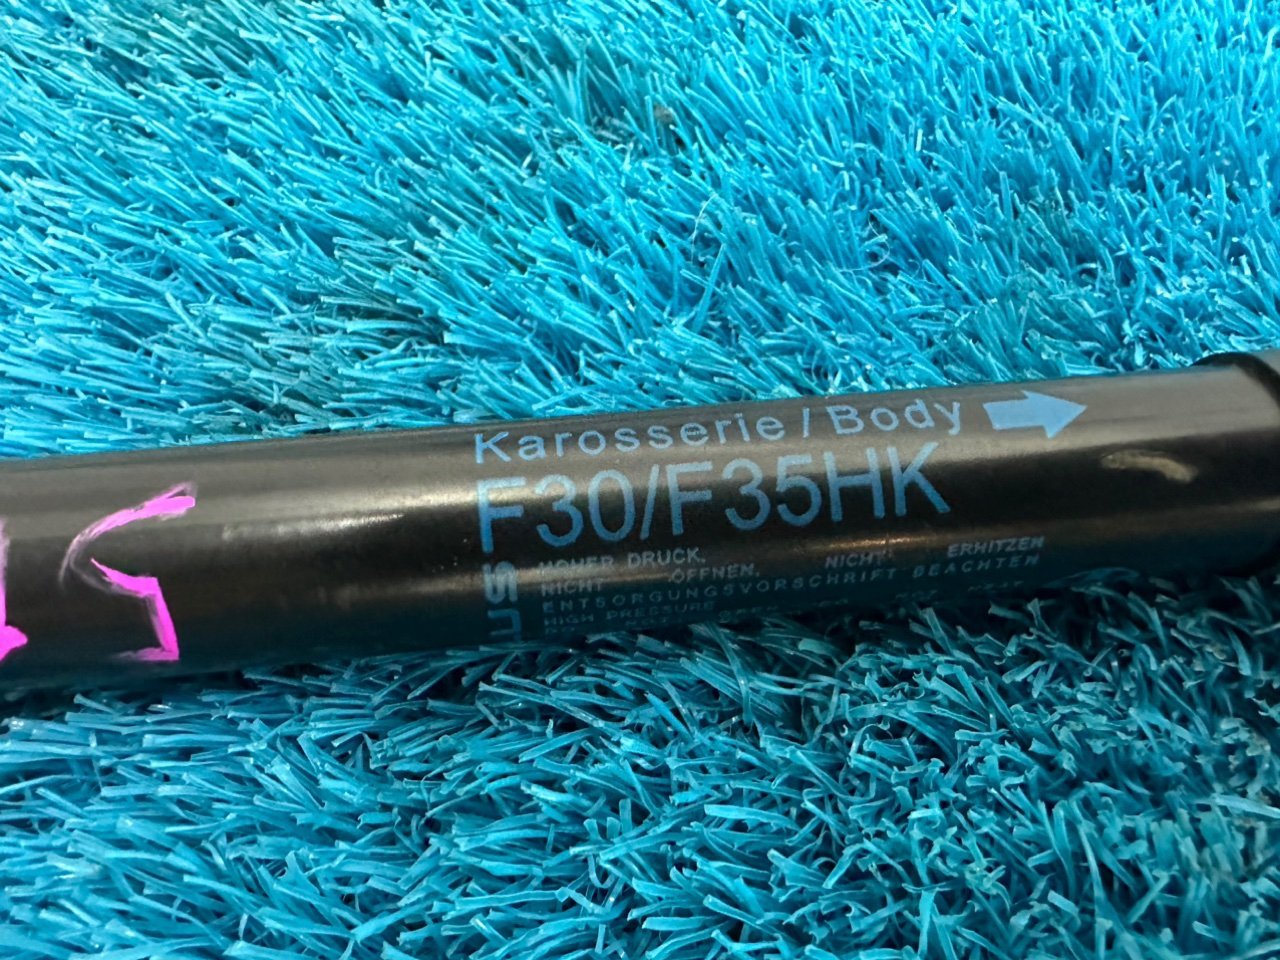 Karosserie / Body
F30/F35HK
HOHER DRUCK,
NICHT ÖFFNEN, NICHT ERHITZEN
ENTSORGUNGSVORSCHRIFT BEACHTEN
HIGH PRESSURE